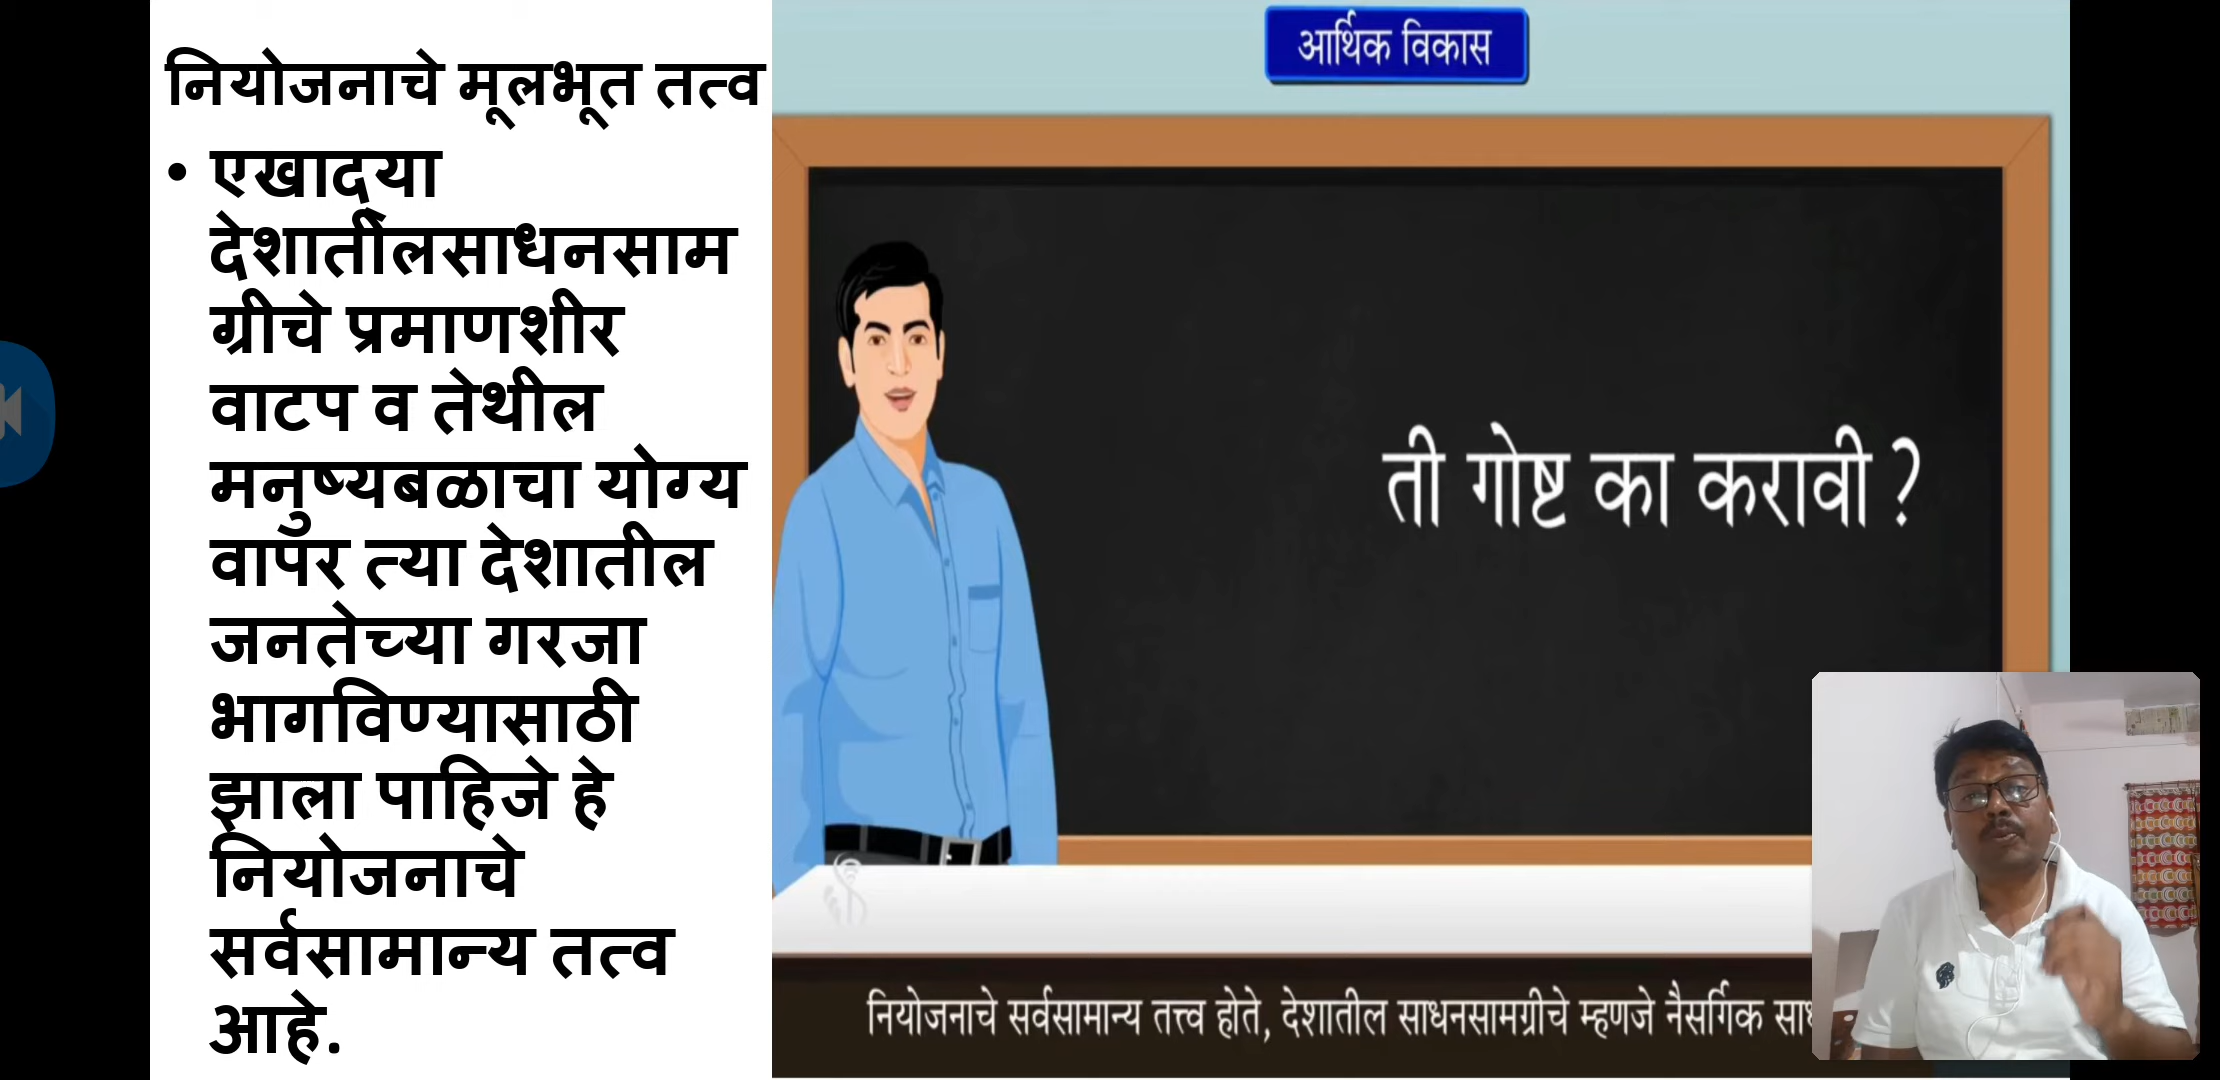 नियोजनाचे मूलभूत तत्व
• एखाद्या
देशातीलसाधनसाम
ग्रीचे प्रमाणशीर
वाटप व तेथील
मनुष्यबळाचा योग्य
वापर त्या देशातील
जनतेच्या गरजा
भागविण्यासाठी
झाला पाहिजे हे
नियोजनाचे
सर्वसामान्य तत्व
आहे.
आर्थिक विकास
ती गोष्ट का करावी ?
नियोजनाचे सर्वसामान्य तत्त्व होते, देशातील साधनसामग्रीचे म्हणजे नैसर्गिक